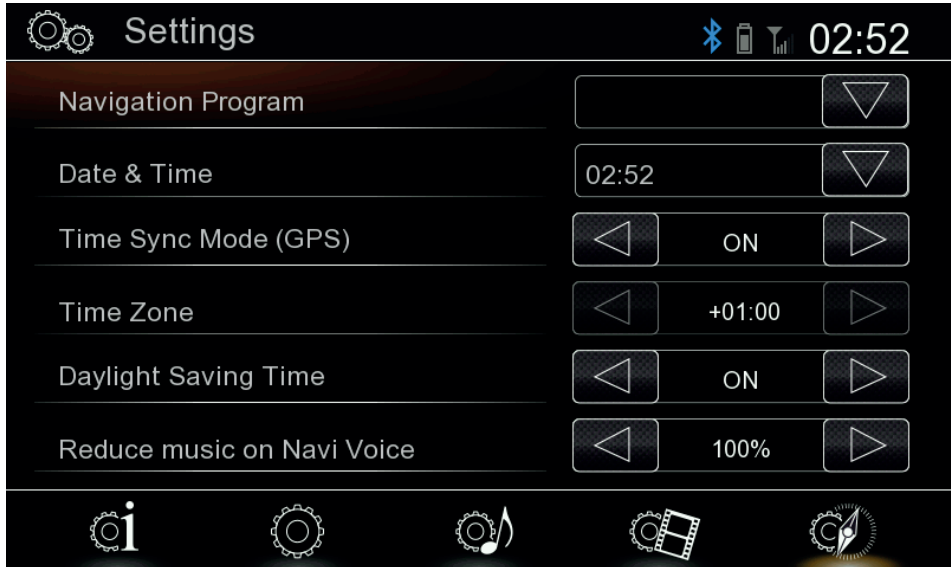 Settings 02:52
Navigation Program
Date & Time 02:52
Time Sync Mode (GPS) ON
Time Zone +01:00
Daylight Saving Time ON
Reduce music on Navi Voice 100%